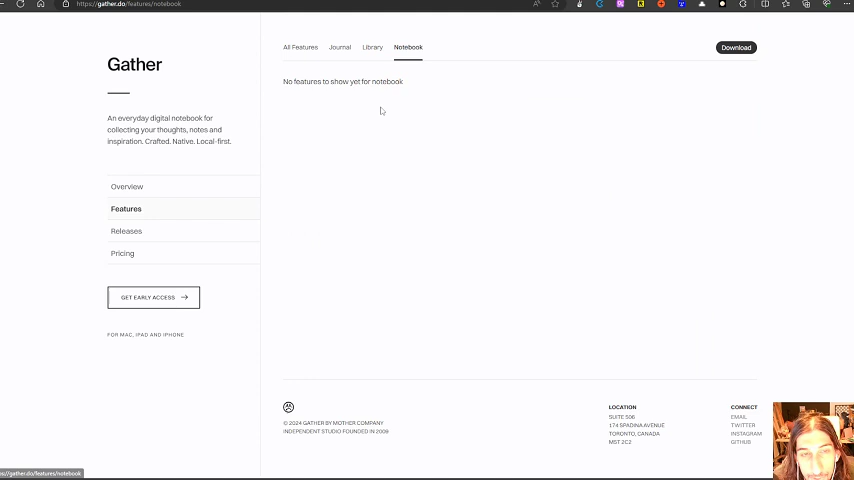 https://gather.do/features/notebook
Gather
An everyday digital notebook for
collecting your thoughts, notes and
inspiration. Crafted. Native. Local-first.
Overview
Features
Releases
Pricing
GET EARLY ACCESS
FOR MAC, IPAD AND IPHONE
All Features Journal Library Notebook
Download
No features to show yet for notebook
© 2024 GATHER BY MOTHER COMPANY
INDEPENDENT STUDIO FOUNDED IN 2009
LOCATION
SUITE 506
174 SPADINA AVENUE
TORONTO, CANADA
M5T 2C2
CONNECT
EMAIL
TWITTER
INSTAGRAM
GITHUB
ps://gather.do/features/notebook